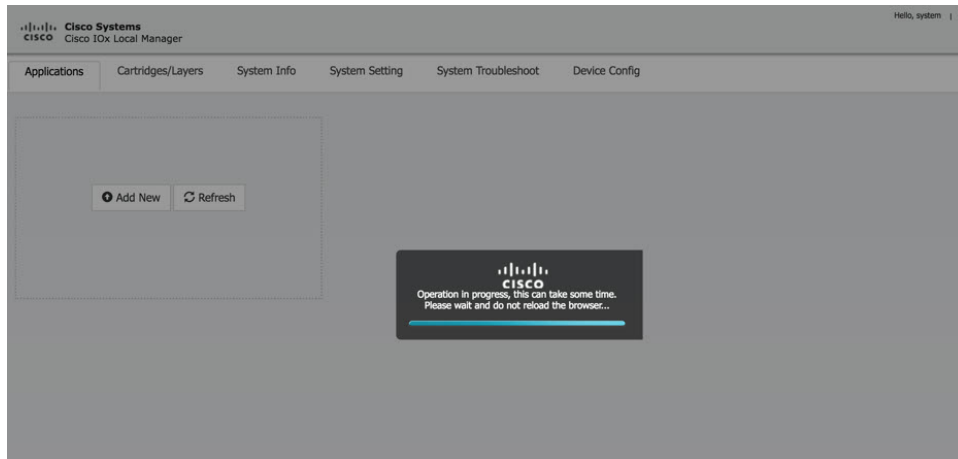 Hello, system |
Cisco Systems
CISCO Cisco IOx Local Manager
Applications Cartridges/Layers System Info System Setting System Troubleshoot Device Config
Add New Refresh
CISCO
Operation in progress, this can take some time.
Please wait and do not reload the browser...